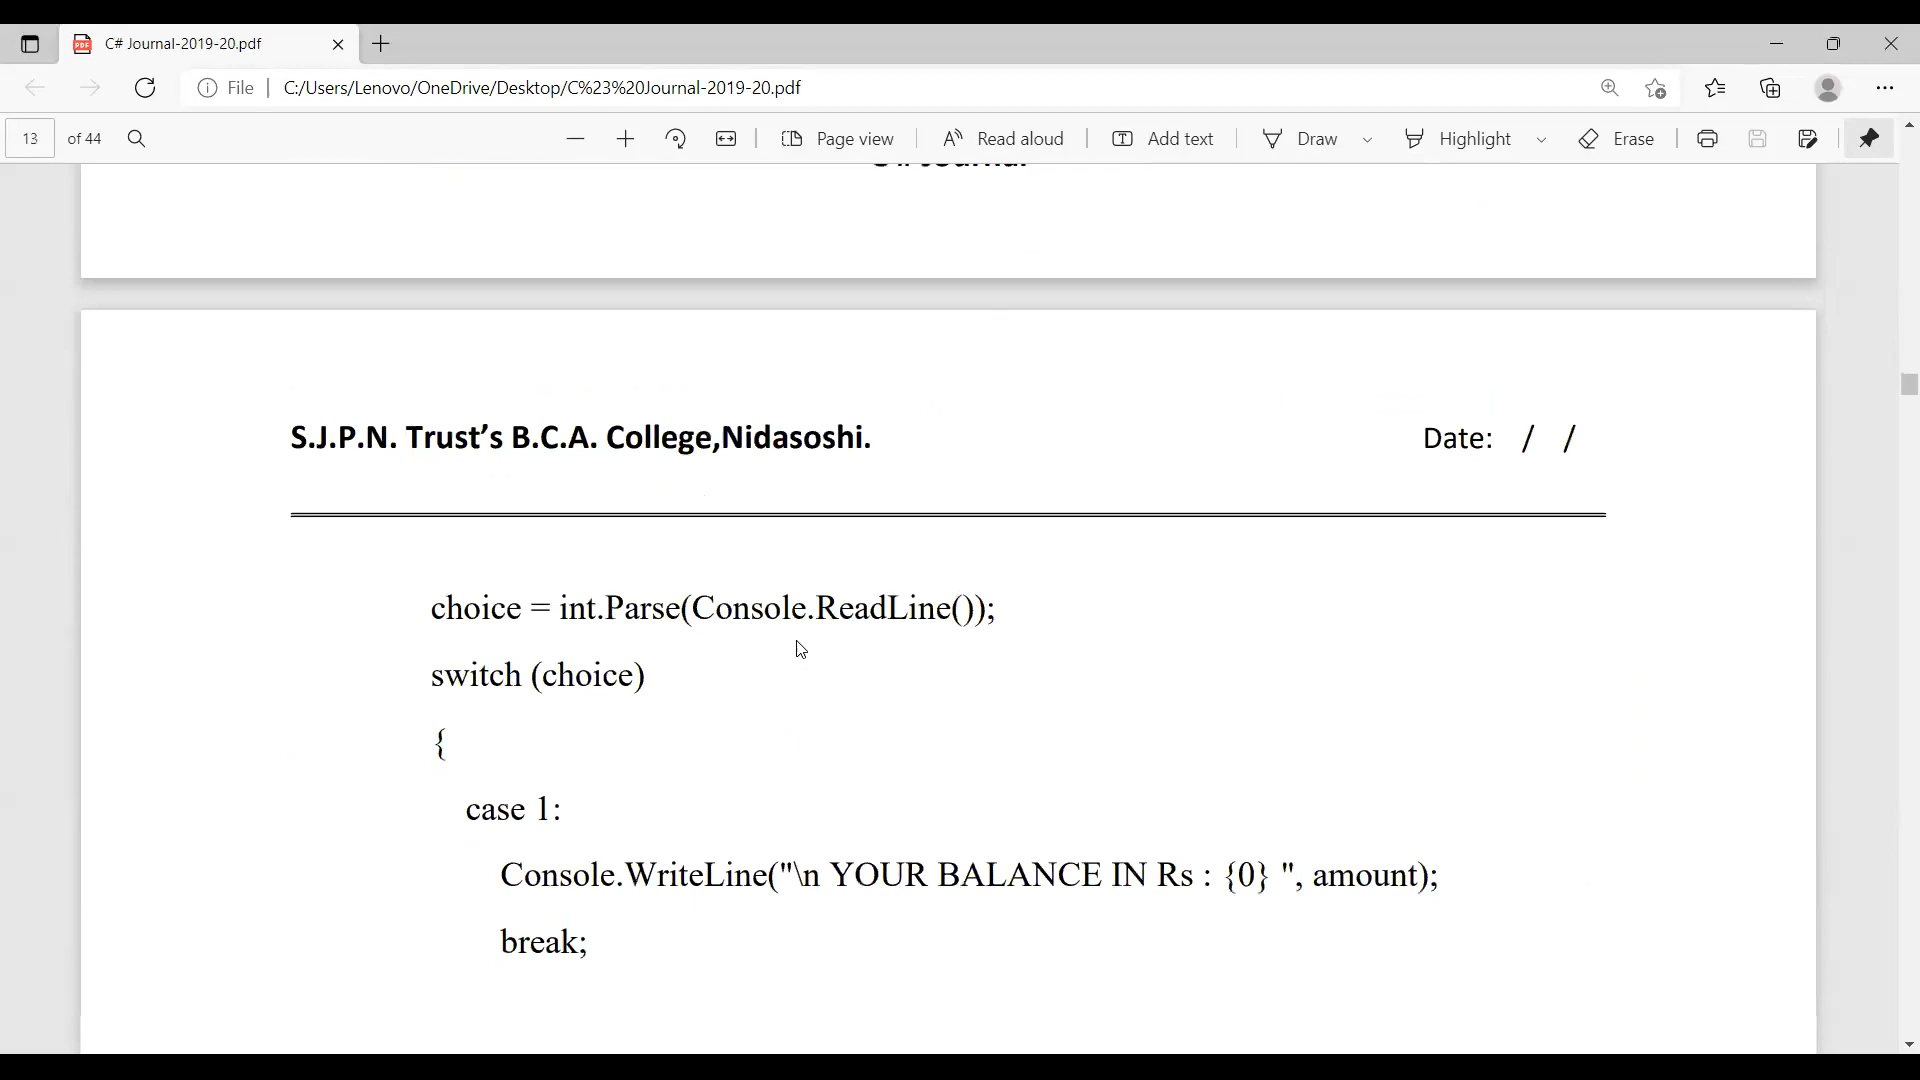 C# Journal-2019-20.pdf
File
C:/Users/Lenovo/OneDrive/Desktop/C%23%20Journal-2019-20.pdf
13 of 44 Page view Read aloud Add text Draw Highlight Erase
C# Journal
S.J.P.N. Trust’s B.C.A. College,Nidasoshi. Date: / /
choice = int.Parse(Console.ReadLine());
switch (choice)
{
case 1:
Console.WriteLine("\n YOUR BALANCE IN Rs : {0} ", amount);
break;